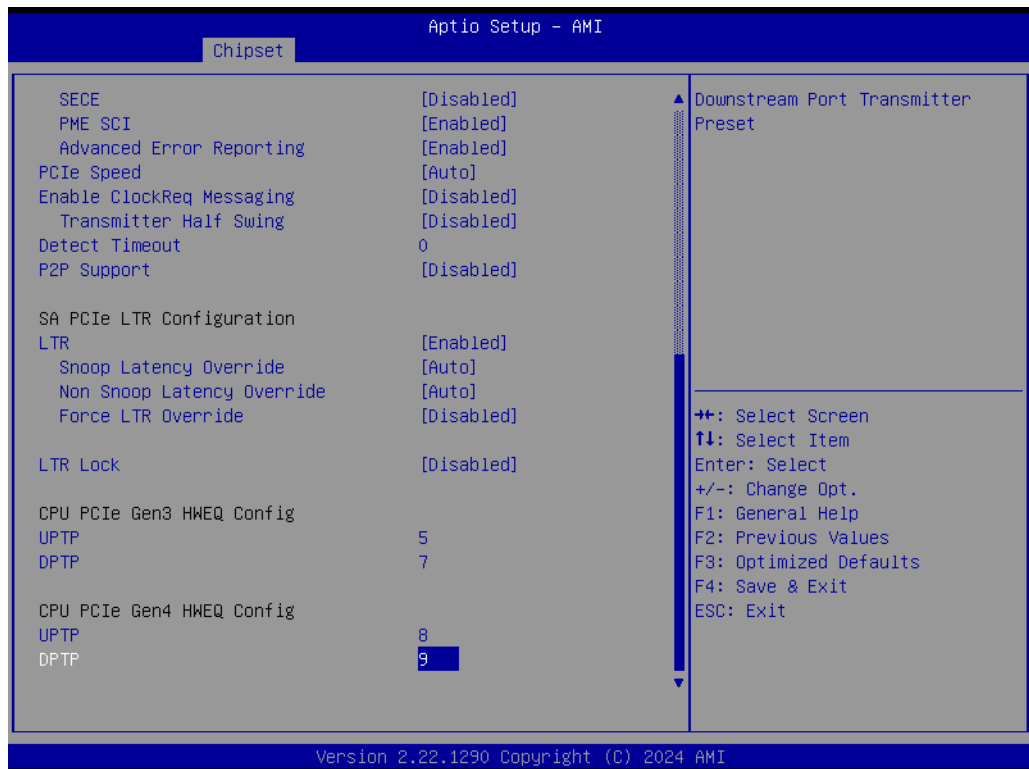 Aptio Setup – AMI
Chipset
SECE [Disabled]
PME SCI [Enabled]
Advanced Error Reporting [Enabled]
PCIe Speed [Auto]
Enable ClockReq Messaging [Disabled]
Transmitter Half Swing [Disabled]
Detect Timeout 0
P2P Support [Disabled]
SA PCIe LTR Configuration
LTR [Enabled]
Snoop Latency Override [Auto]
Non Snoop Latency Override [Auto]
Force LTR Override [Disabled]
LTR Lock [Disabled]
CPU PCIe Gen3 HWEQ Config
UPTP 5
DPTP 7
CPU PCIe Gen4 HWEQ Config
UPTP 8
DPTP 9
Downstream Port Transmitter
Preset
→←: Select Screen
↑↓: Select Item
Enter: Select
+/-: Change Opt.
F1: General Help
F2: Previous Values
F3: Optimized Defaults
F4: Save & Exit
ESC: Exit
Version 2.22.1290 Copyright (C) 2024 AMI